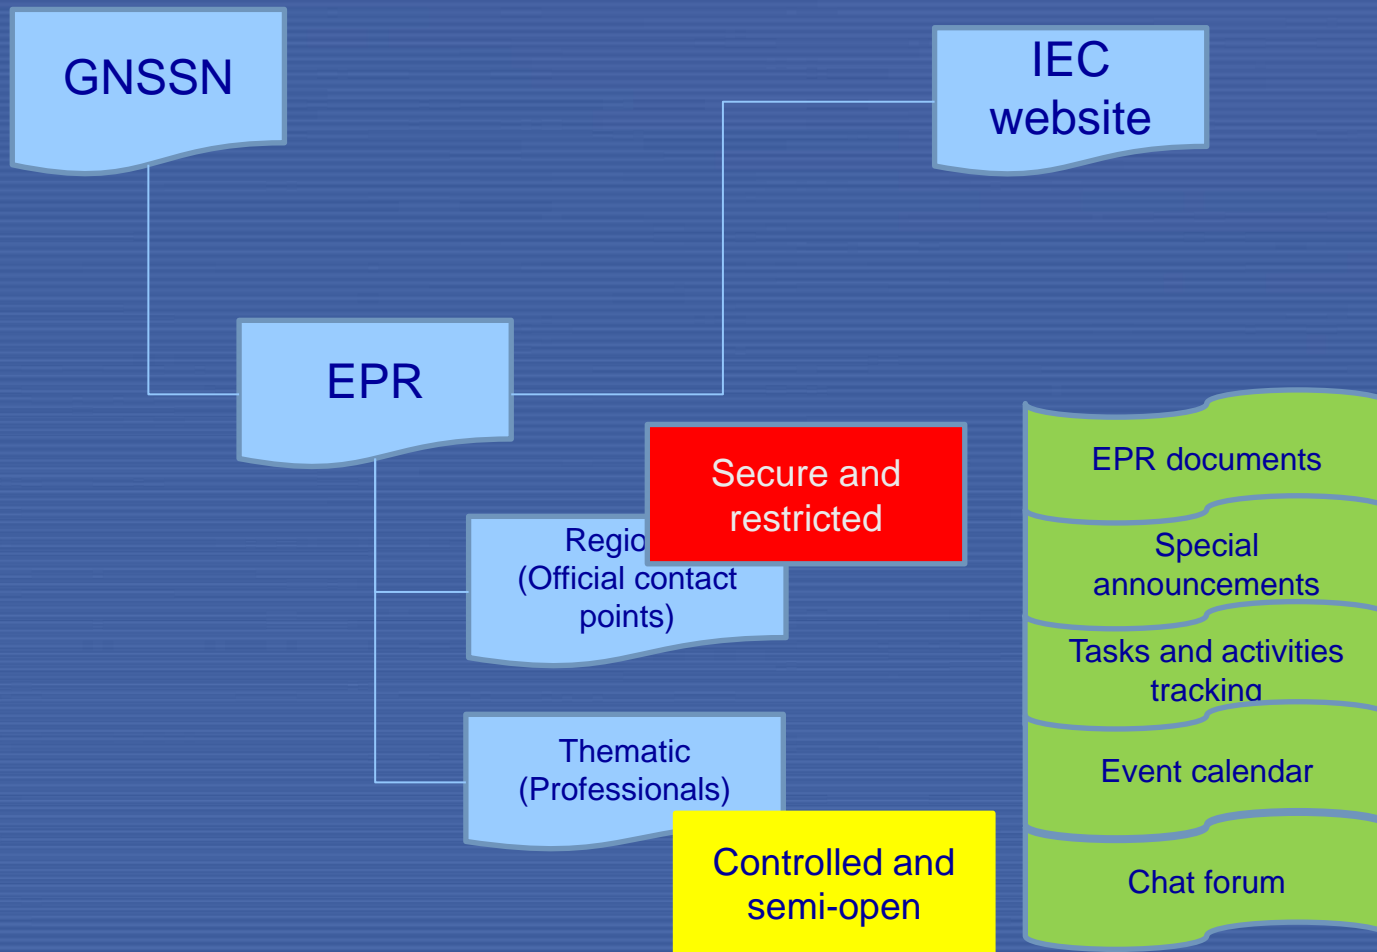 GNSSN
IEC
website
EPR
Secure and
restricted
Regio
(Official contact
points)
Thematic
(Professionals)
Controlled and
semi-open
EPR documents
Special
announcements
Tasks and activities
tracking
Event calendar
Chat forum